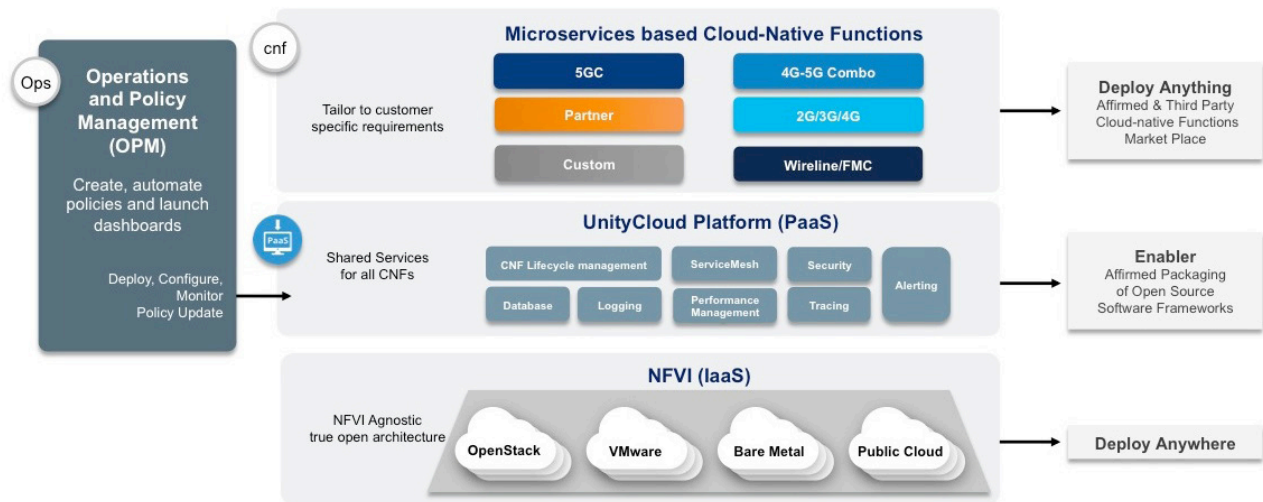 Ops
Operations
and Policy
Management
(OPM)
Create, automate
policies and launch
dashboards
Deploy, Configure,
Monitor
Policy Update
cnf
Microservices based Cloud-Native Functions
Tailor to customer
specific requirements
5GC
4G-5G Combo
Partner
2G/3G/4G
Custom
Wireline/FMC
Deploy Anything
Affirmed & Third Party
Cloud-native Functions
Market Place
PaaS
UnityCloud Platform (PaaS)
Shared Services
for all CNFs
CNF Lifecycle management
ServiceMesh
Security
Alerting
Database
Logging
Performance
Management
Tracing
Enabler
Affirmed Packaging
of Open Source
Software Frameworks
NFVI (IaaS)
NFVI Agnostic
true open architecture
OpenStack
VMware
Bare Metal
Public Cloud
Deploy Anywhere